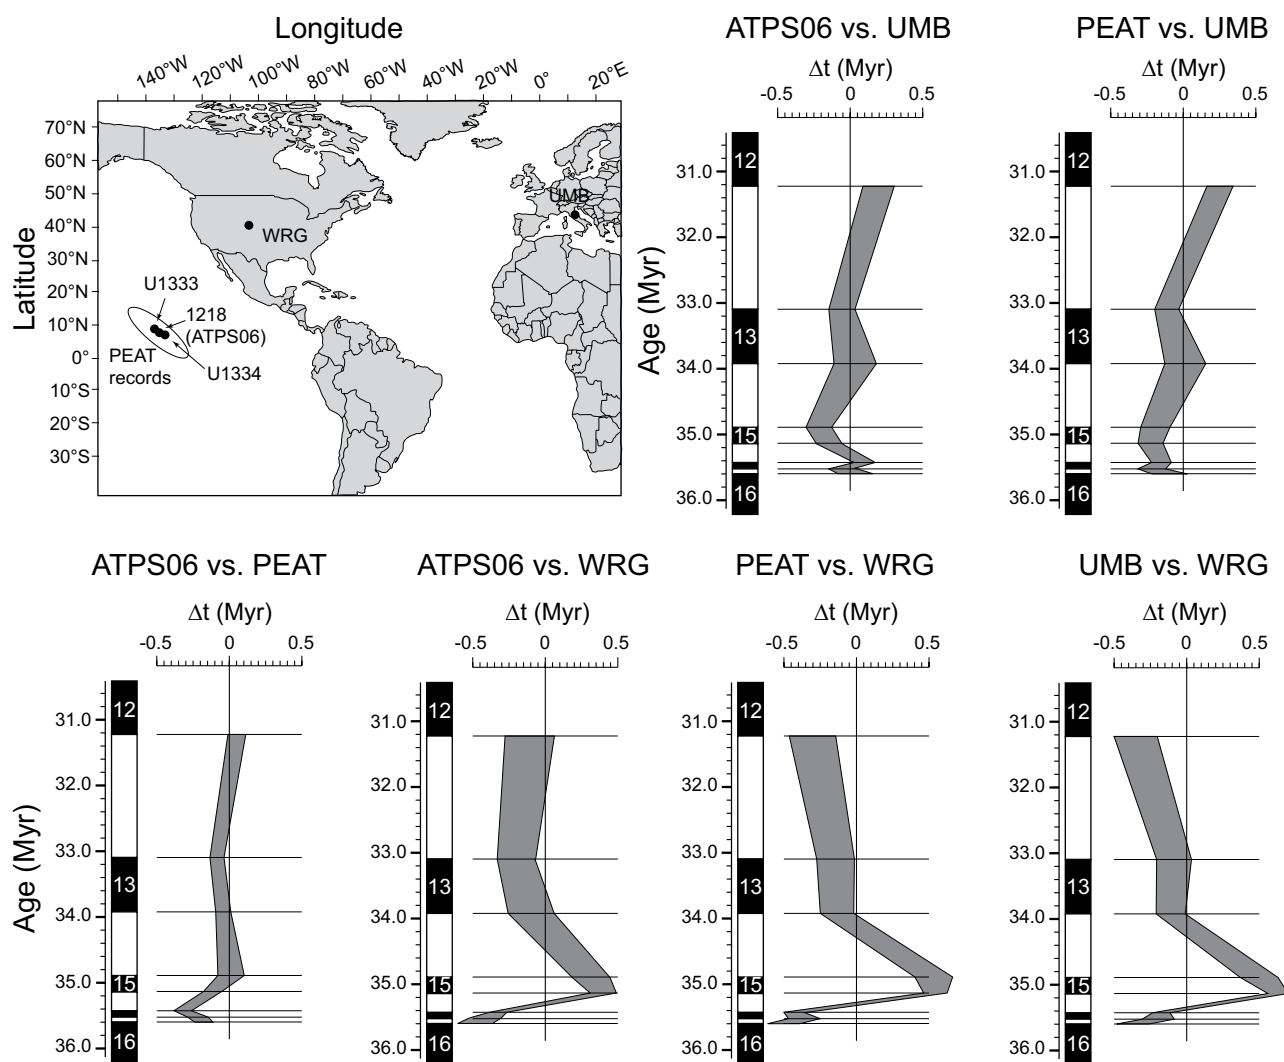 Longitude
140°W 120°W 100°W 80°W 60°W 40°W 20°W 0° 20°E
Latitude
70°N
60°N
50°N
40°N
30°N
20°N
10°N
0°
10°S
20°S
30°S
UMB
WRG
U1333
1218
(ATPS06)
PEAT
records
U1334
ATPS06 vs. UMB
Δt (Myr)
-0.5 0 0.5
Age (Myr)
31.0
32.0
33.0
34.0
35.0
36.0
12
13
15
16
PEAT vs. UMB
Δt (Myr)
-0.5 0 0.5
31.0
32.0
33.0
34.0
35.0
36.0
12
13
15
16
ATPS06 vs. PEAT
Δt (Myr)
-0.5 0 0.5
Age (Myr)
31.0
32.0
33.0
34.0
35.0
36.0
12
13
15
16
ATPS06 vs. WRG
Δt (Myr)
-0.5 0 0.5
31.0
32.0
33.0
34.0
35.0
36.0
12
13
15
16
PEAT vs. WRG
Δt (Myr)
-0.5 0 0.5
31.0
32.0
33.0
34.0
35.0
36.0
12
13
15
16
UMB vs. WRG
Δt (Myr)
-0.5 0 0.5
31.0
32.0
33.0
34.0
35.0
36.0
12
13
15
16